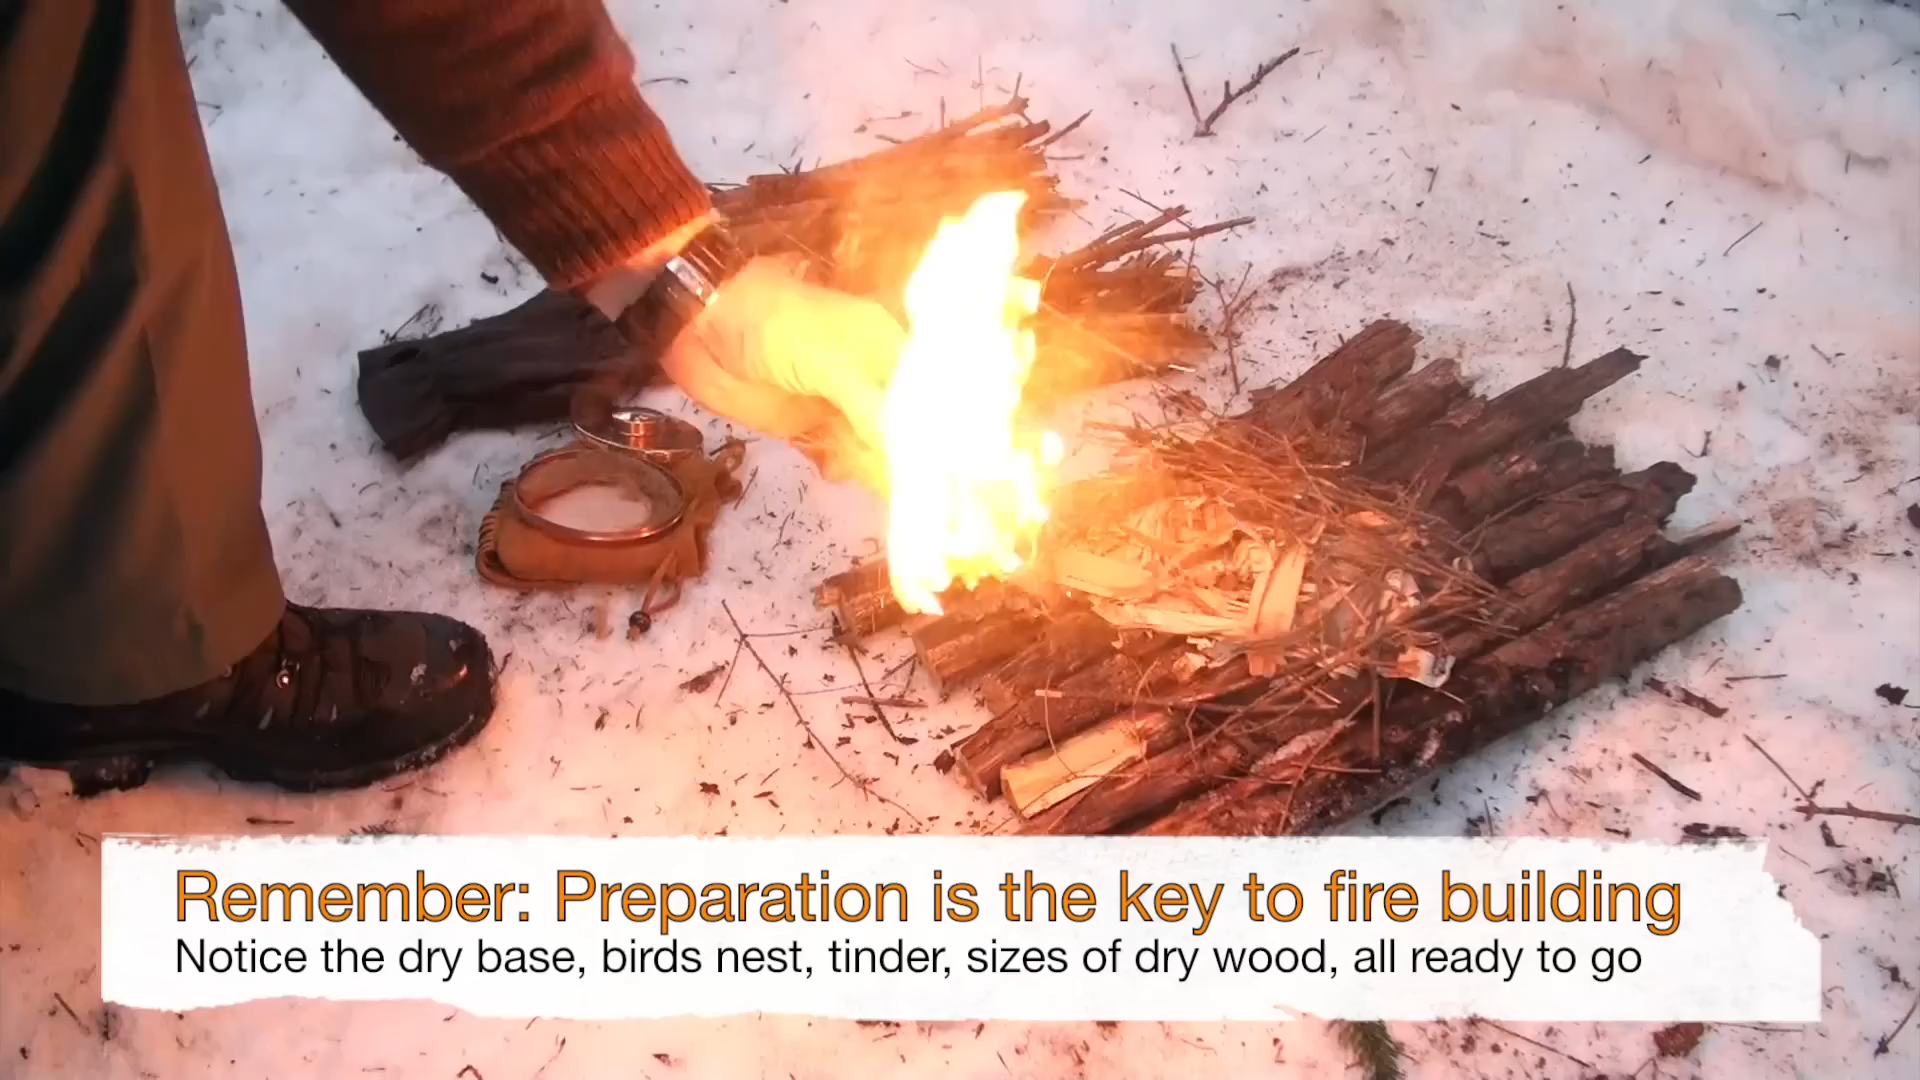 Remember: Preparation is the key to fire building
Notice the dry base, birds nest, tinder, sizes of dry wood, all ready to go